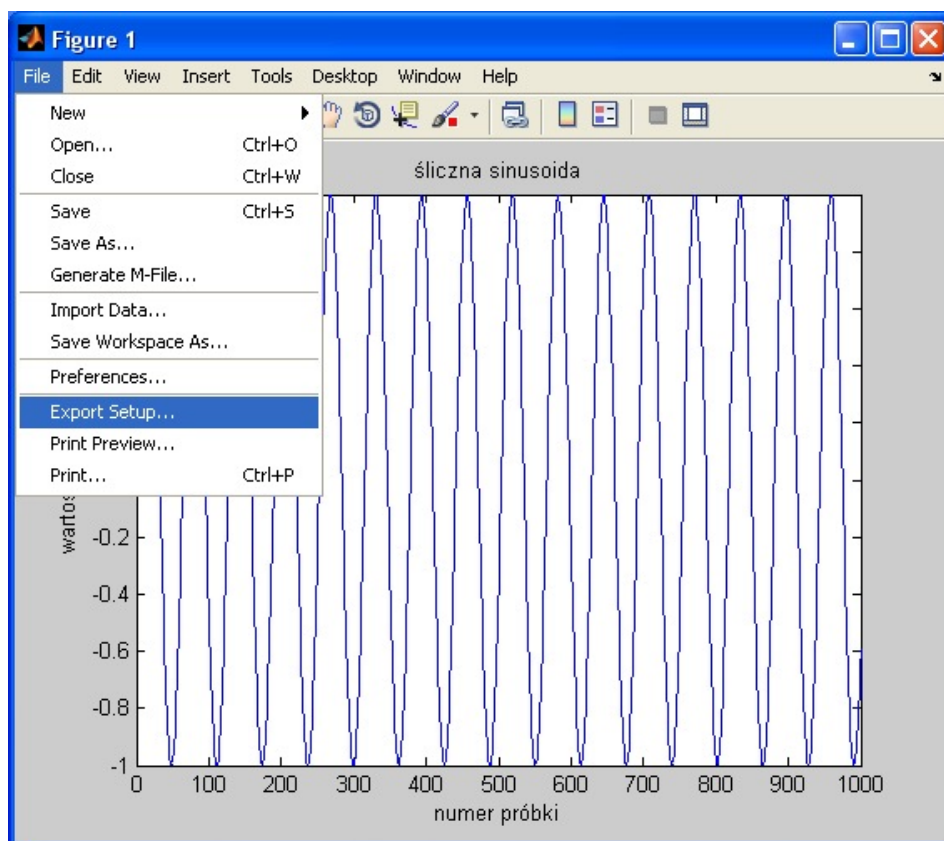 Figure 1
File Edit View Insert Tools Desktop Window Help
New
Open... Ctrl+O
Close Ctrl+W
Save Ctrl+S
Save As...
Generate M-File...
Import Data...
Save Workspace As...
Preferences...
Export Setup...
Print Preview...
Print... Ctrl+P
śliczna sinusoida
-0.2
-0.4
-0.6
-0.8
-1
0 100 200 300 400 500 600 700 800 900 1000
numer próbki